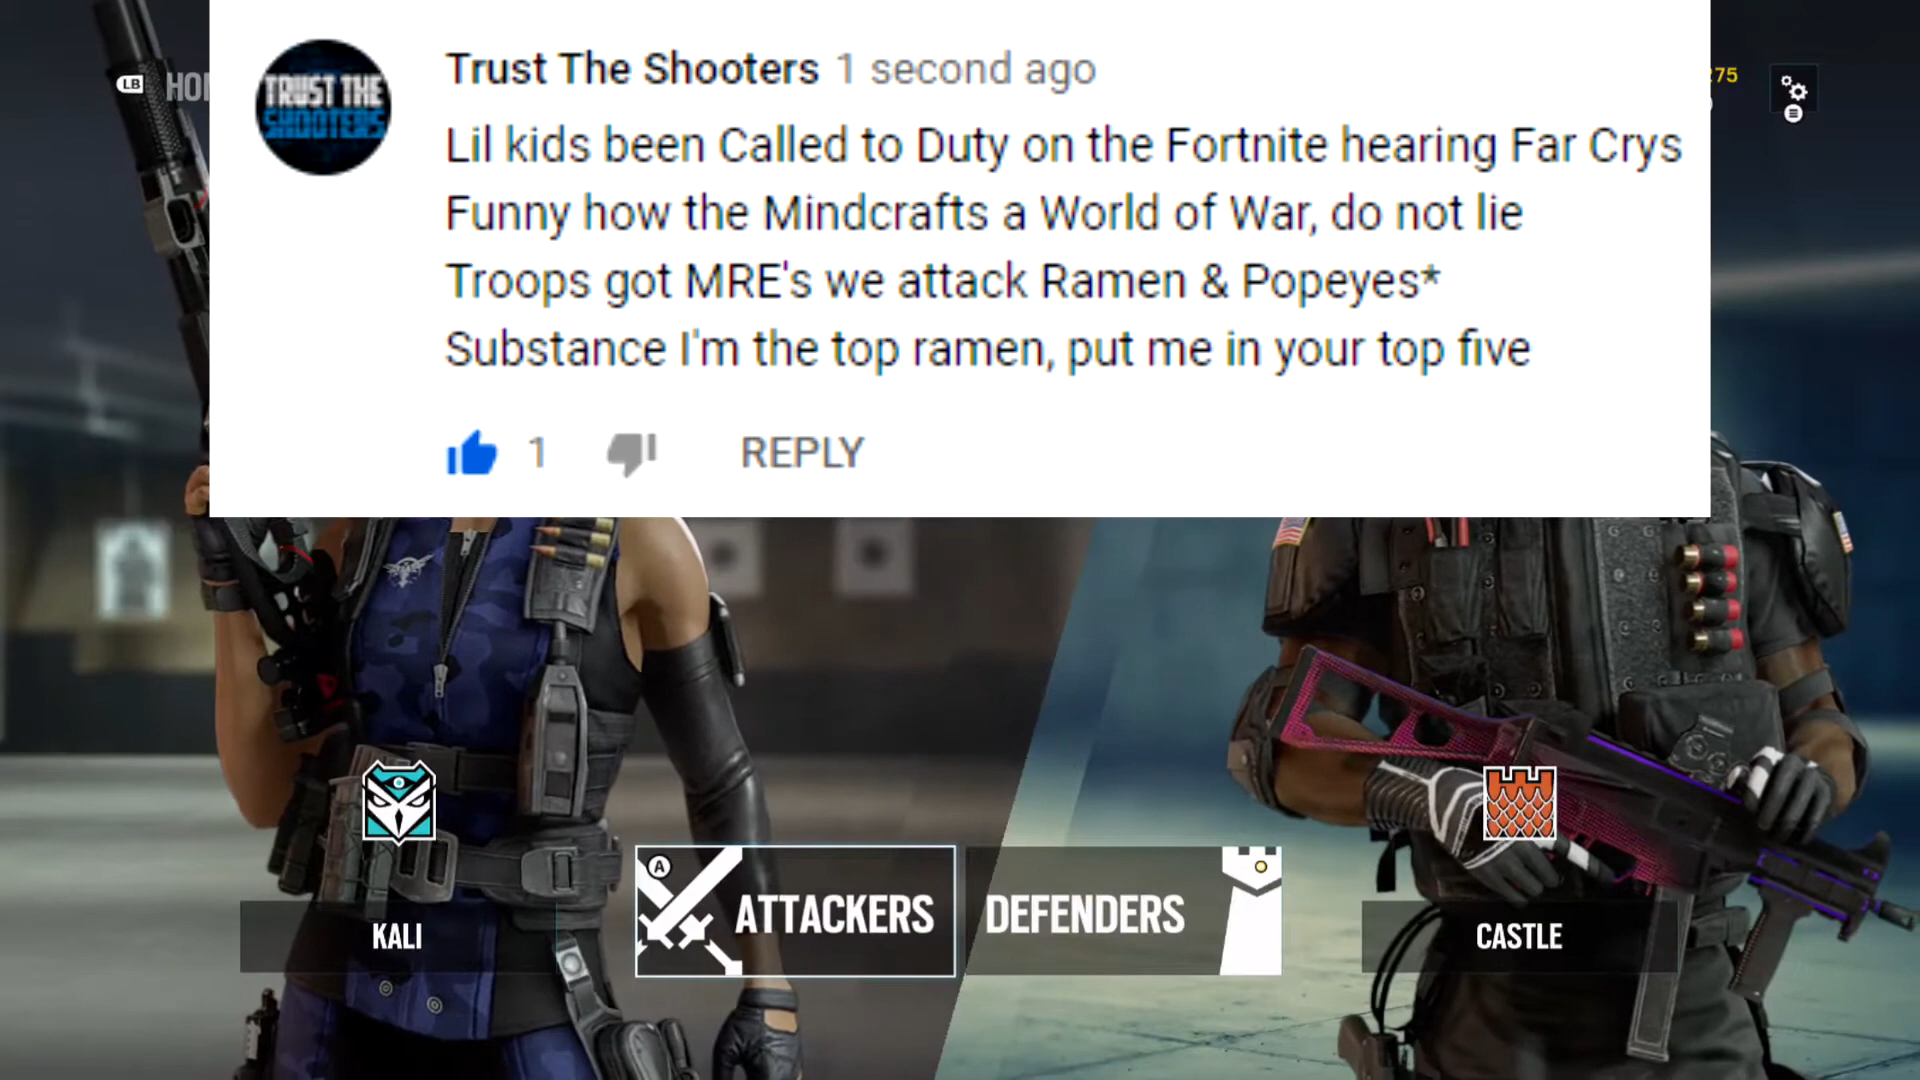 LB HO
TRUST THE
SHOOTERS
Trust The Shooters 1 second ago
Lil kids been Called to Duty on the Fortnite hearing Far Crys
Funny how the Mindcrafts a World of War, do not lie
Troops got MRE's we attack Ramen & Popeyes*
Substance I'm the top ramen, put me in your top five
1 REPLY
275
A ATTACKERS DEFENDERS
KALI CASTLE